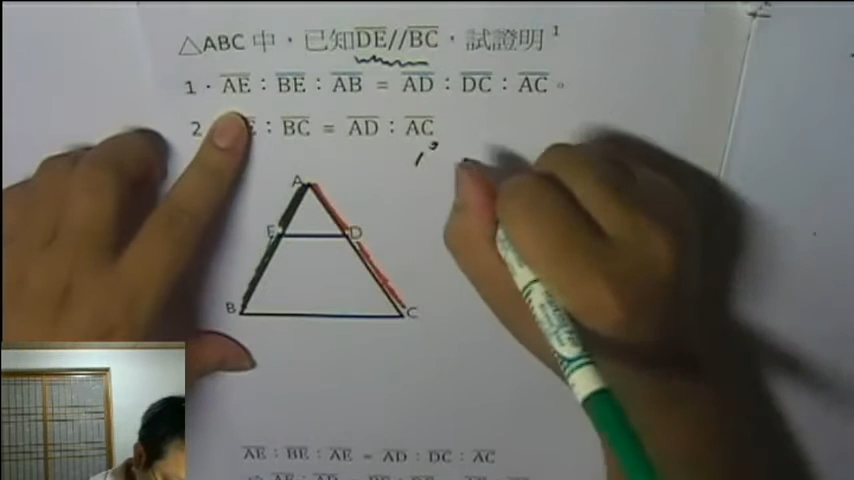 △ABC 中，已知DE//BC，試證明 1
1．AE：BE：AB = AD：DC：AC。
2 E：BC = AD：AC
1°
A
E D
B C
AE：BE：AE = AD：DC：AC